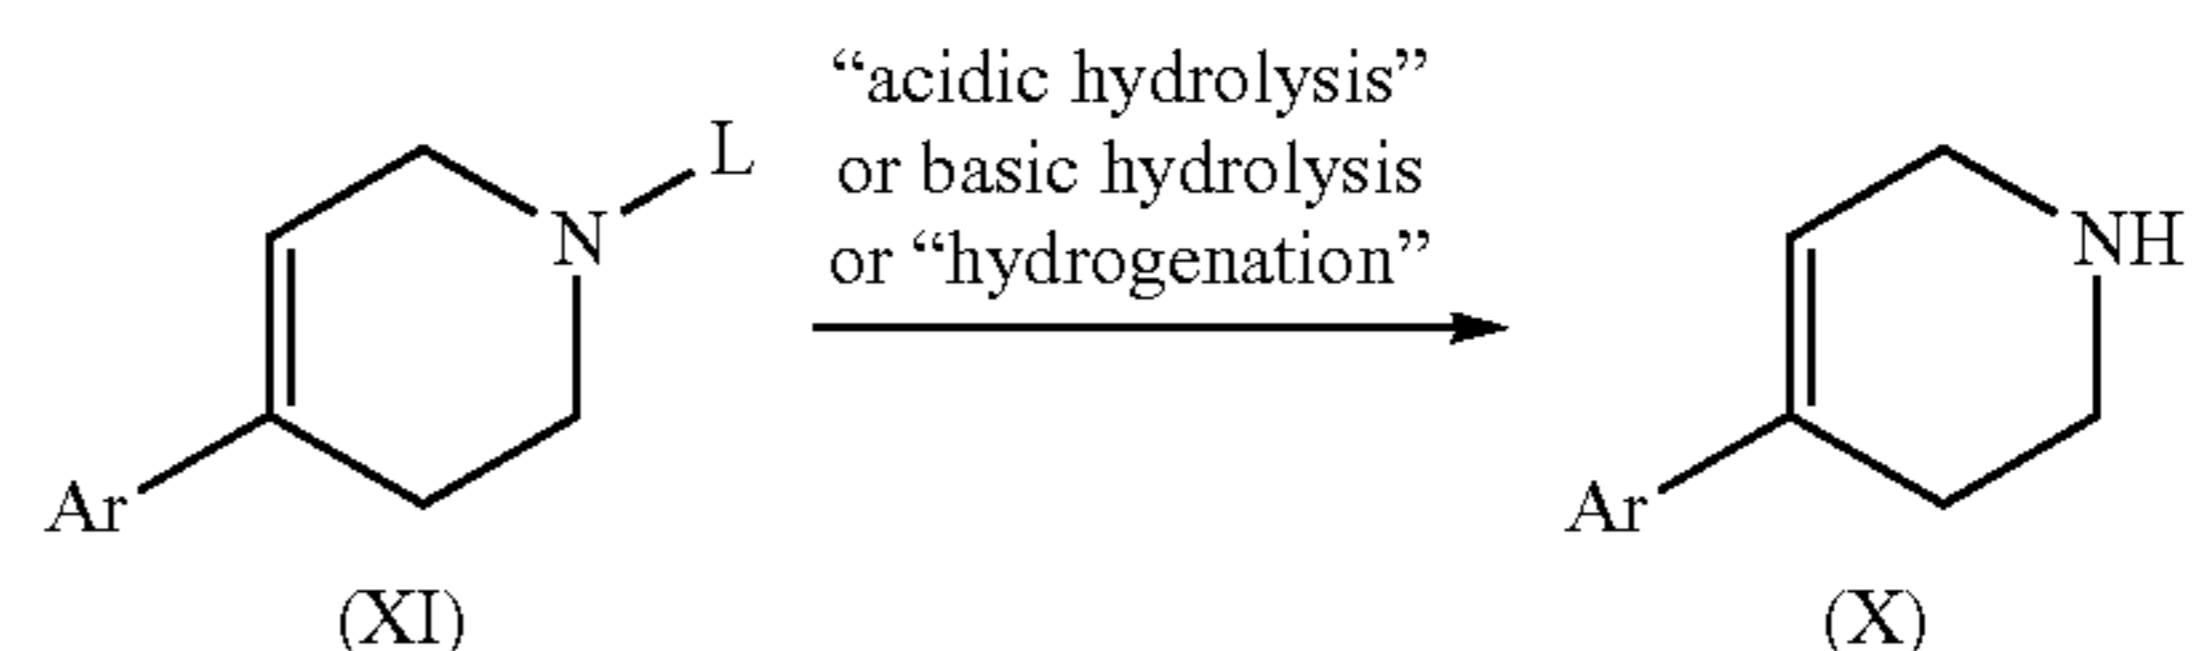 “acidic hydrolysis”
or basic hydrolysis
or “hydrogenation”
L
N
Ar
(XI)
NH
Ar
(X)